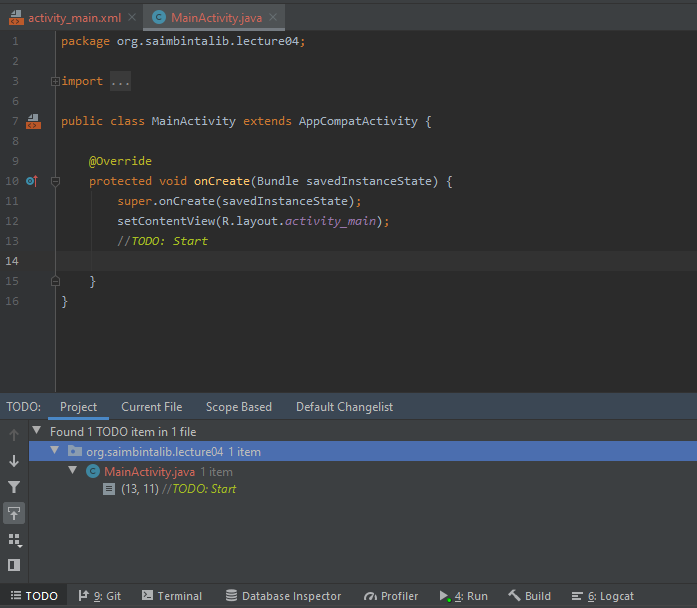 activity_main.xml MainActivity.java
1 package org.saimbintalib.lecture04;
2
3 import ...
6
7 public class MainActivity extends AppCompatActivity {
8
9 @Override
10 protected void onCreate(Bundle savedInstanceState) {
11 super.onCreate(savedInstanceState);
12 setContentView(R.layout.activity_main);
13 //TODO: Start
14
15 }
16 }
TODO: Project Current File Scope Based Default Changelist
Found 1 TODO item in 1 file
org.saimbintalib.lecture04 1 item
MainActivity.java 1 item
(13, 11) //TODO: Start
TODO 9: Git Terminal Database Inspector Profiler 4: Run Build 6: Logcat